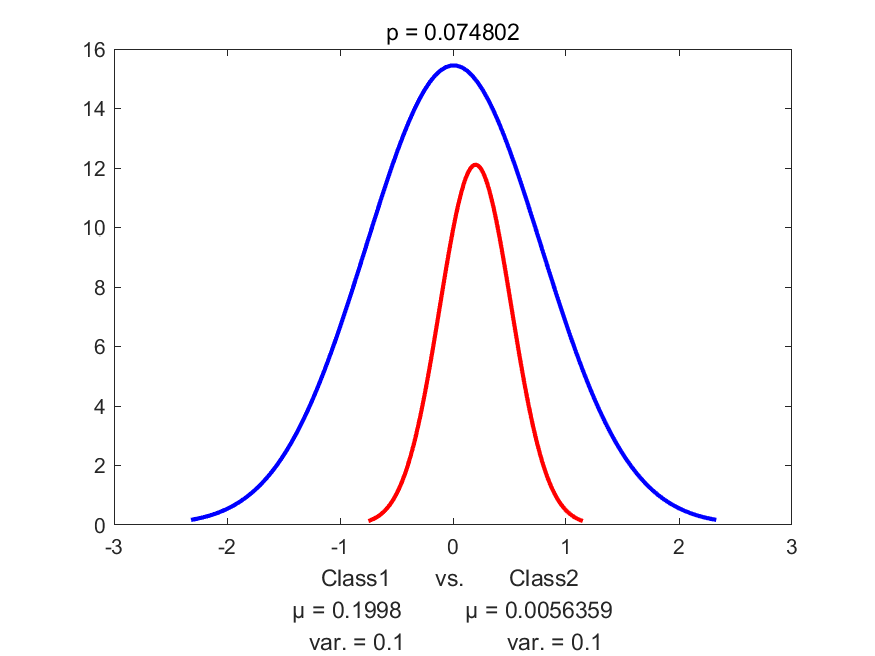 p = 0.074802
16
14
12
10
8
6
4
2
0
-3 -2 -1 0 1 2 3
Class1 vs. Class2
μ = 0.1998 μ = 0.0056359
var. = 0.1 var. = 0.1